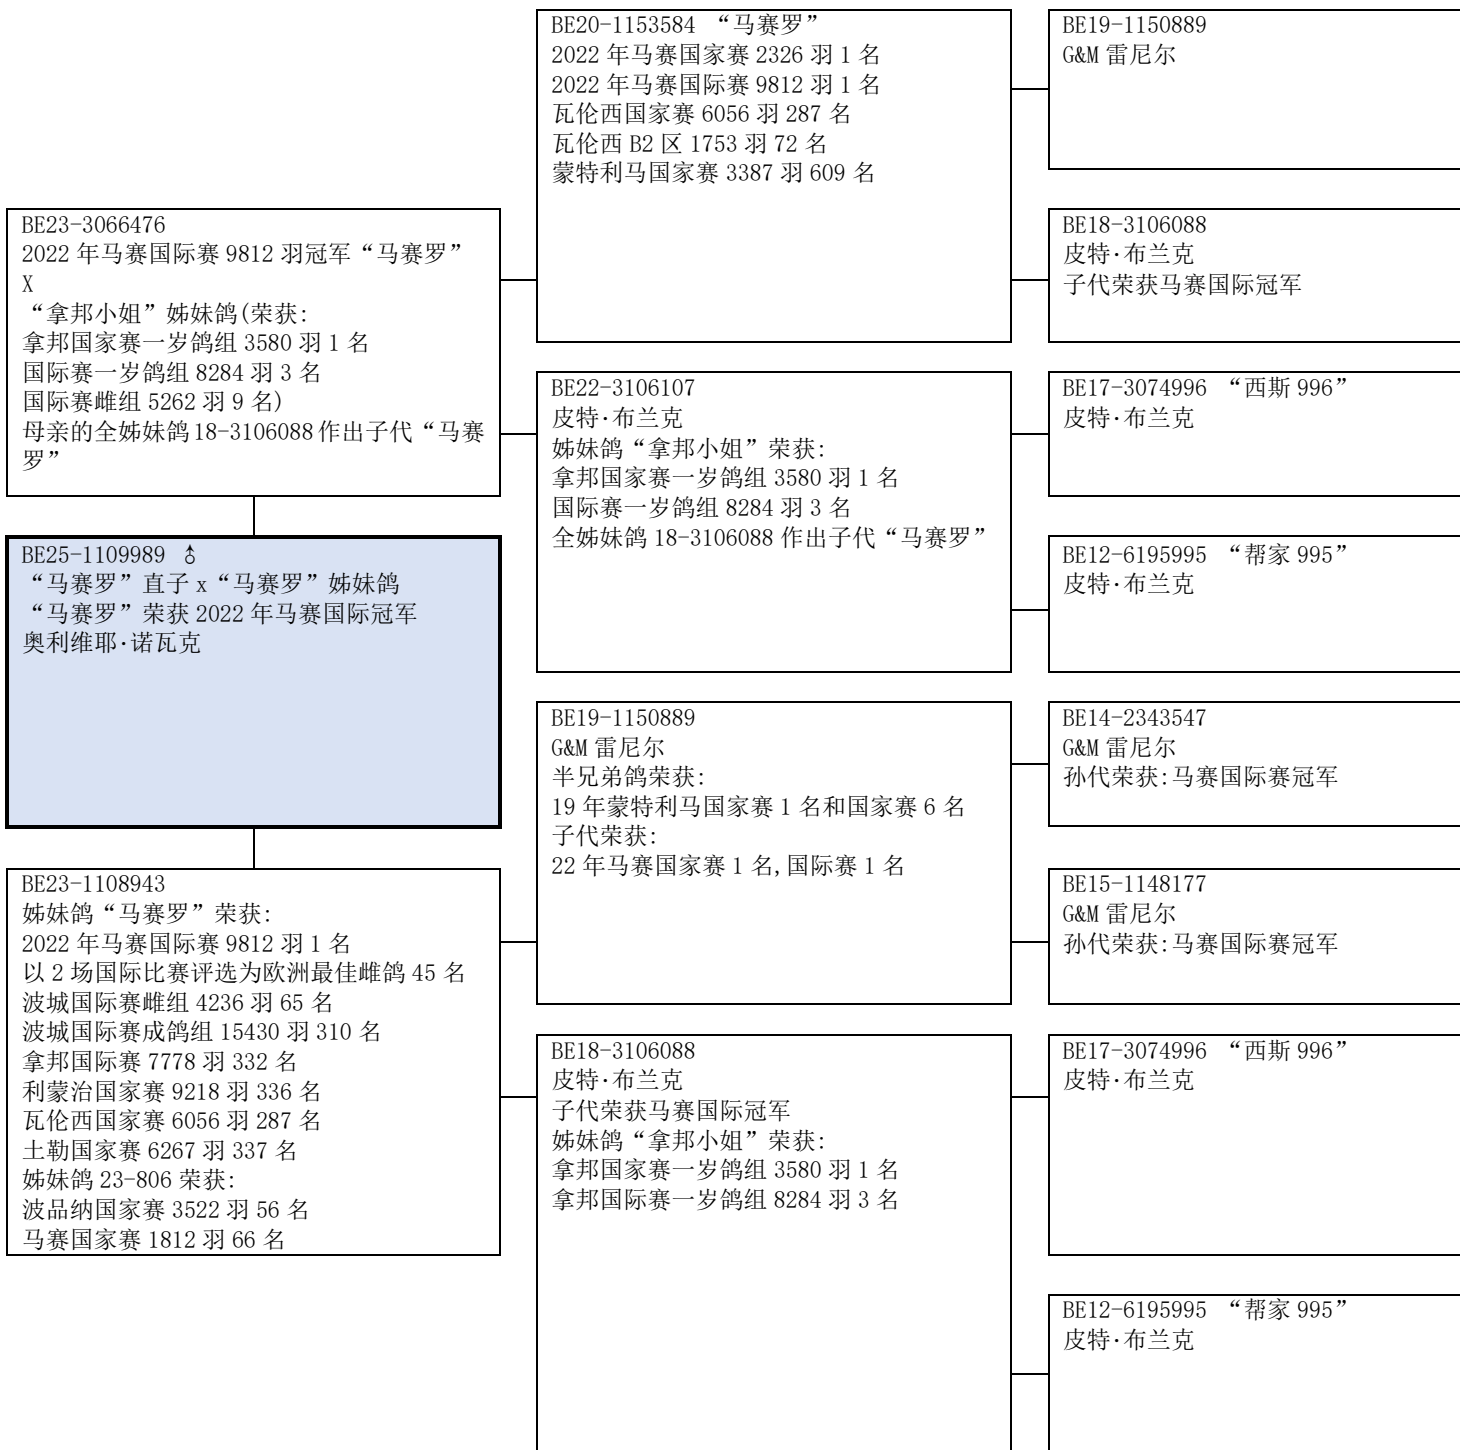 BE20-1153584 “马赛罗”
2022 年马赛国家赛 2326 羽 1 名
2022 年马赛国际赛 9812 羽 1 名
瓦伦西国家赛 6056 羽 287 名
瓦伦西 B2 区 1753 羽 72 名
蒙特利马国家赛 3387 羽 609 名
BE19-1150889
G&M 雷尼尔
BE23-3066476
2022 年马赛国际赛 9812 羽冠军“马赛罗”
X
“拿邦小姐”姊妹鸽(荣获:
拿邦国家赛一岁鸽组 3580 羽 1 名
国际赛一岁鸽组 8284 羽 3 名
国际赛雌组 5262 羽 9 名)
母亲的全姊妹鸽 18-3106088 作出子代“马赛
罗”
BE18-3106088
皮特·布兰克
子代荣获马赛国际冠军
BE22-3106107
皮特·布兰克
姊妹鸽“拿邦小姐”荣获:
拿邦国家赛一岁鸽组 3580 羽 1 名
国际赛一岁鸽组 8284 羽 3 名
全姊妹鸽 18-3106088 作出子代“马赛罗”
BE17-3074996 “西斯 996”
皮特·布兰克
BE12-6195995 “帮家 995”
皮特·布兰克
BE25-1109989 ♂
“马赛罗”直子 x“马赛罗”姊妹鸽
“马赛罗”荣获 2022 年马赛国际冠军
奥利维耶·诺瓦克
BE19-1150889
G&M 雷尼尔
半兄弟鸽荣获:
19 年蒙特利马国家赛 1 名和国家赛 6 名
子代荣获:
22 年马赛国家赛 1 名,国际赛 1 名
BE14-2343547
G&M 雷尼尔
孙代荣获:马赛国际赛冠军
BE15-1148177
G&M 雷尼尔
孙代荣获:马赛国际赛冠军
BE23-1108943
姊妹鸽“马赛罗”荣获:
2022 年马赛国际赛 9812 羽 1 名
以 2 场国际比赛评选为欧洲最佳雌鸽 45 名
波城国际赛雌组 4236 羽 65 名
波城国际赛成鸽组 15430 羽 310 名
拿邦国际赛 7778 羽 332 名
利蒙治国家赛 9218 羽 336 名
瓦伦西国家赛 6056 羽 287 名
土勒国家赛 6267 羽 337 名
姊妹鸽 23-806 荣获:
波品纳国家赛 3522 羽 56 名
马赛国家赛 1812 羽 66 名
BE18-3106088
皮特·布兰克
子代荣获马赛国际冠军
姊妹鸽“拿邦小姐”荣获:
拿邦国家赛一岁鸽组 3580 羽 1 名
拿邦国际赛一岁鸽组 8284 羽 3 名
BE17-3074996 “西斯 996”
皮特·布兰克
BE12-6195995 “帮家 995”
皮特·布兰克